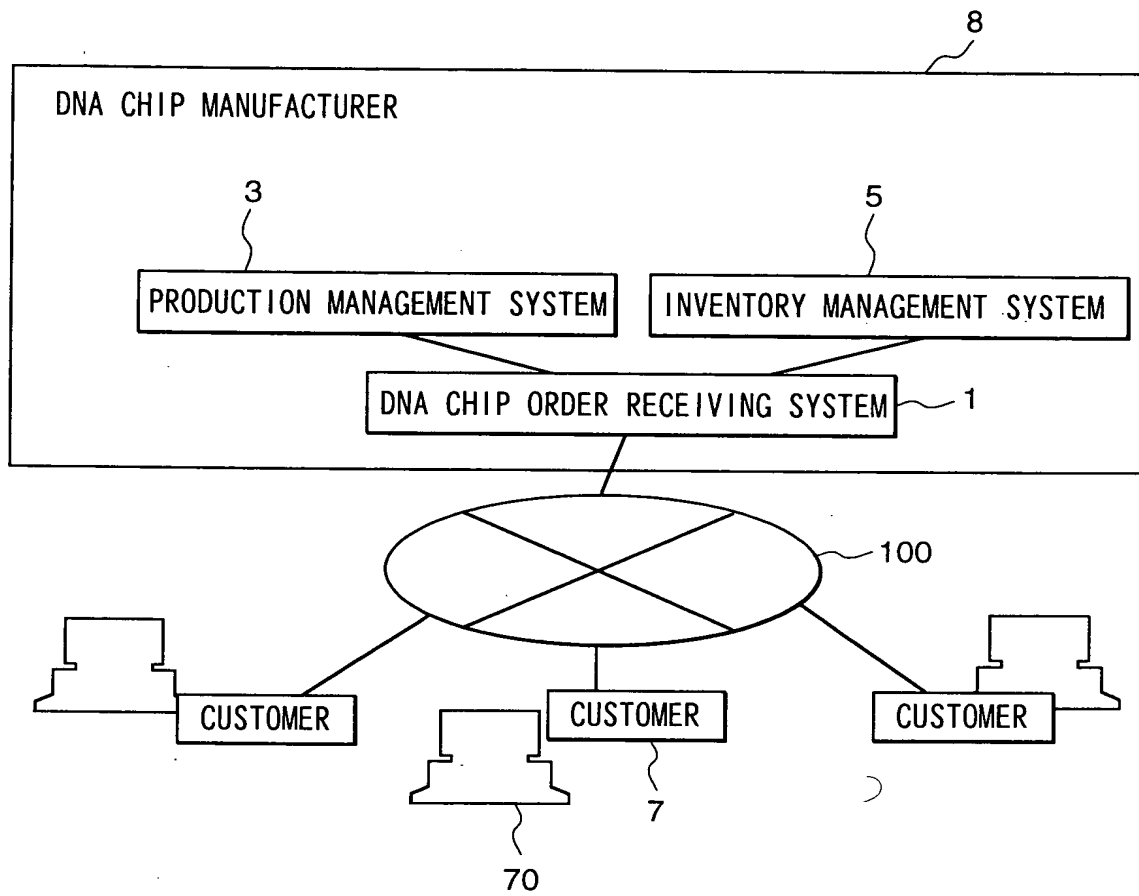 8
DNA CHIP MANUFACTURER
3
5
PRODUCTION MANAGEMENT SYSTEM
INVENTORY MANAGEMENT SYSTEM
DNA CHIP ORDER RECEIVING SYSTEM
1
100
CUSTOMER
CUSTOMER
CUSTOMER
7
70